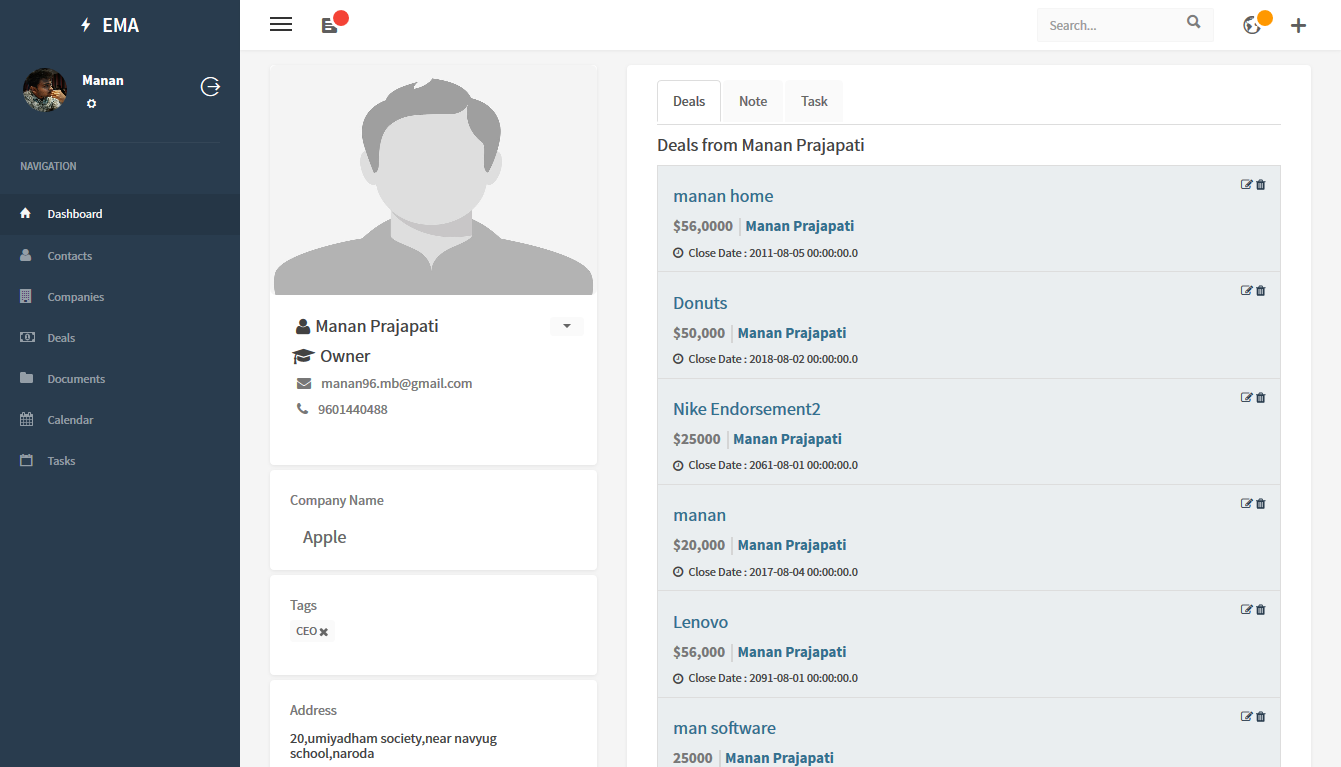 EMA
Manan
NAVIGATION
Dashboard
Contacts
Companies
Deals
Documents
Calendar
Tasks
Search...
Manan Prajapati
Owner
manan96.mb@gmail.com
9601440488
Company Name
Apple
Tags
CEO
Address
20,umiyadham society,near navyug
school,naroda
Deals Note Task
Deals from Manan Prajapati
manan home
$56,0000 Manan Prajapati
Close Date : 2011-08-05 00:00:00.0
Donuts
$50,000 Manan Prajapati
Close Date : 2018-08-02 00:00:00.0
Nike Endorsement2
$25000 Manan Prajapati
Close Date : 2061-08-01 00:00:00.0
manan
$20,000 Manan Prajapati
Close Date : 2017-08-04 00:00:00.0
Lenovo
$56,000 Manan Prajapati
Close Date : 2091-08-01 00:00:00.0
man software
25000 Manan Prajapati